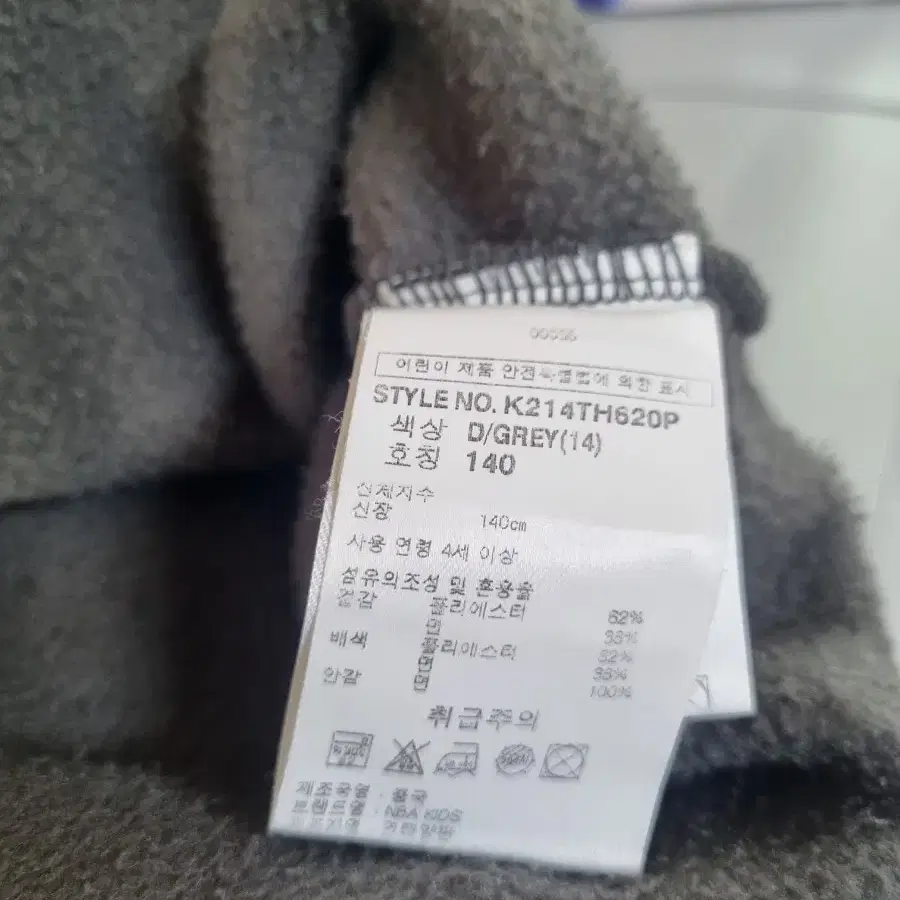 어린이 제품 안전특별법에 의한 표시
STYLE NO. K214TH620P
색상 D/GREY(14)
호칭 140
신체지수
신장 140cm
사용 연령 4세 이상
섬유의조성 및 혼용율
겉감 폴리에스터 62%
면 38%
배색 폴리에스터 62%
면 38%
안감 면 100%
취급주의
제조국명 : 중국
브랜드명 : NBA KIDS